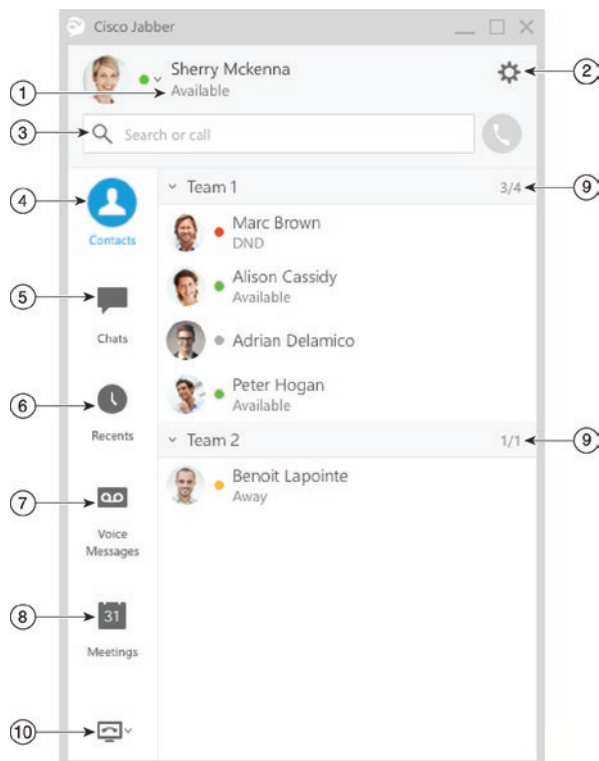 Cisco Jabber
Sherry Mckenna
2
1
Available
3
Search or call
4
Team 1
3/4
9
Contacts
Marc Brown
DND
5
Alison Cassidy
Available
Chats
Adrian Delamico
6
Peter Hogan
Available
Recents
Team 2
1/1
9
7
Benoit Lapointe
Away
Voice
Messages
8
31
Meetings
10